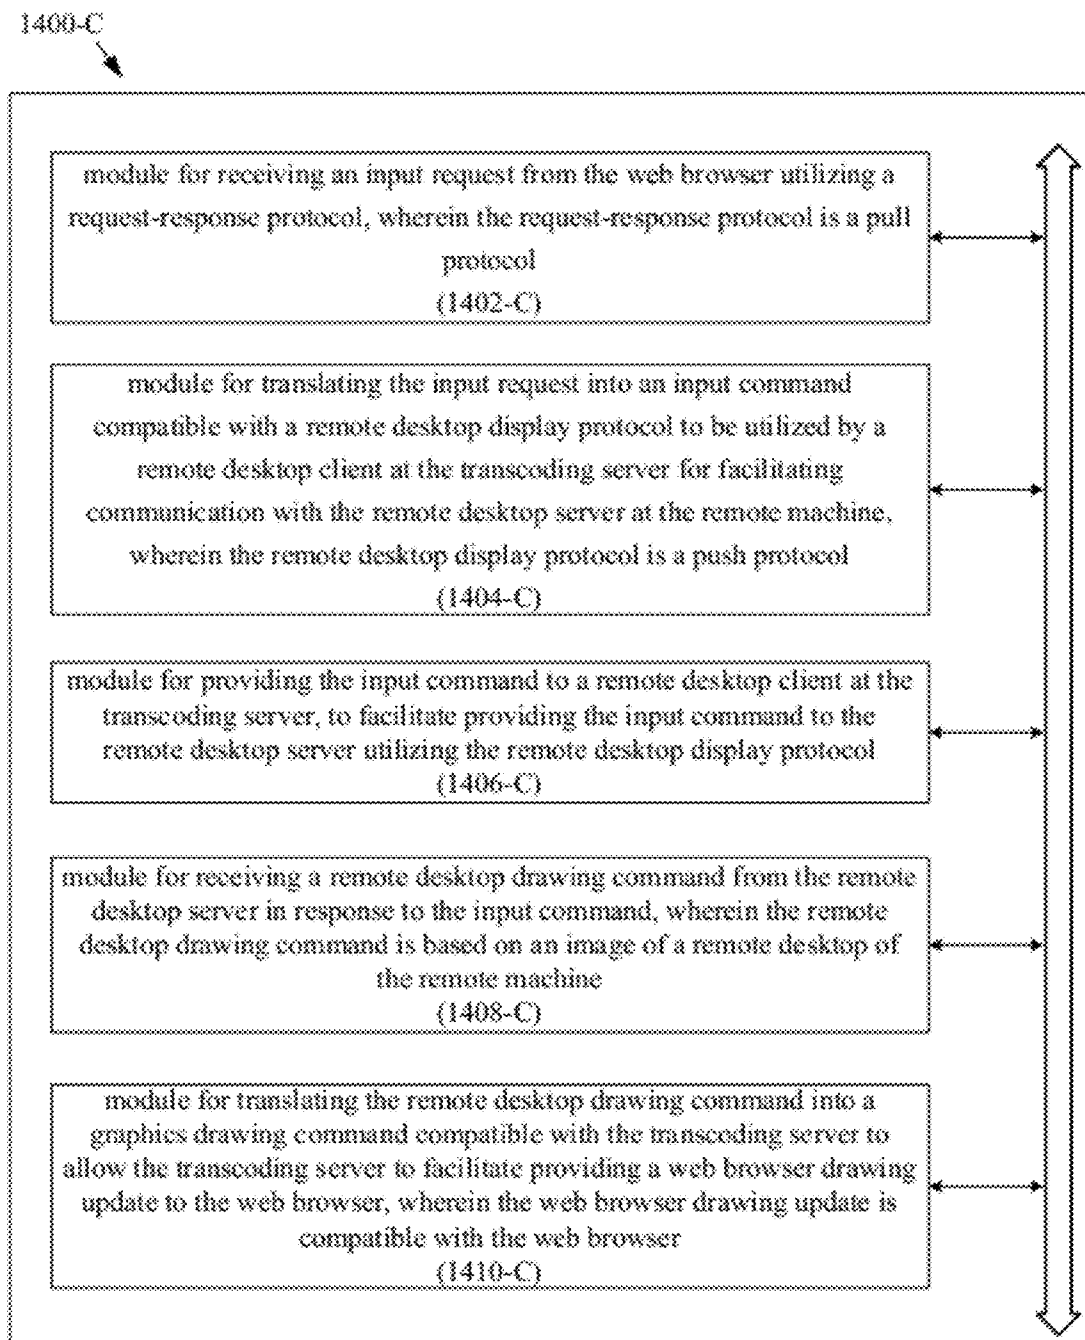 1400-C
module for receiving an input request from the web browser utilizing a
request-response protocol, wherein the request-response protocol is a pull
protocol
(1402-C)
module for translating the input request into an input command
compatible with a remote desktop display protocol to be utilized by a
remote desktop client at the transcoding server for facilitating
communication with the remote desktop server at the remote machine,
wherein the remote desktop display protocol is a push protocol
(1404-C)
module for providing the input command to a remote desktop client at the
transcoding server, to facilitate providing the input command to the
remote desktop server utilizing the remote desktop display protocol
(1406-C)
module for receiving a remote desktop drawing command from the remote
desktop server in response to the input command, wherein the remote
desktop drawing command is based on an image of a remote desktop of
the remote machine
(1408-C)
module for translating the remote desktop drawing command into a
graphics drawing command compatible with the transcoding server to
allow the transcoding server to facilitate providing a web browser drawing
update to the web browser, wherein the web browser drawing update is
compatible with the web browser
(1410-C)